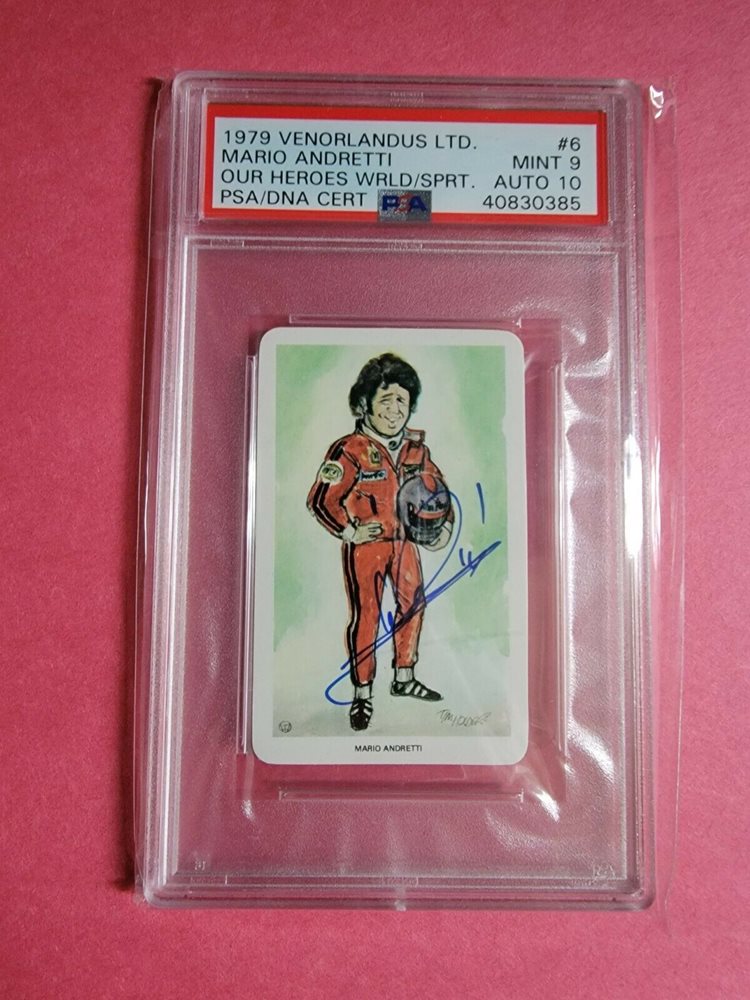 1979 VENORLANDUS LTD. #6
MARIO ANDRETTI MINT 9
OUR HEROES WRLD/SPRT. AUTO 10
PSA/DNA CERT PSA 40830385
MARIO ANDRETTI